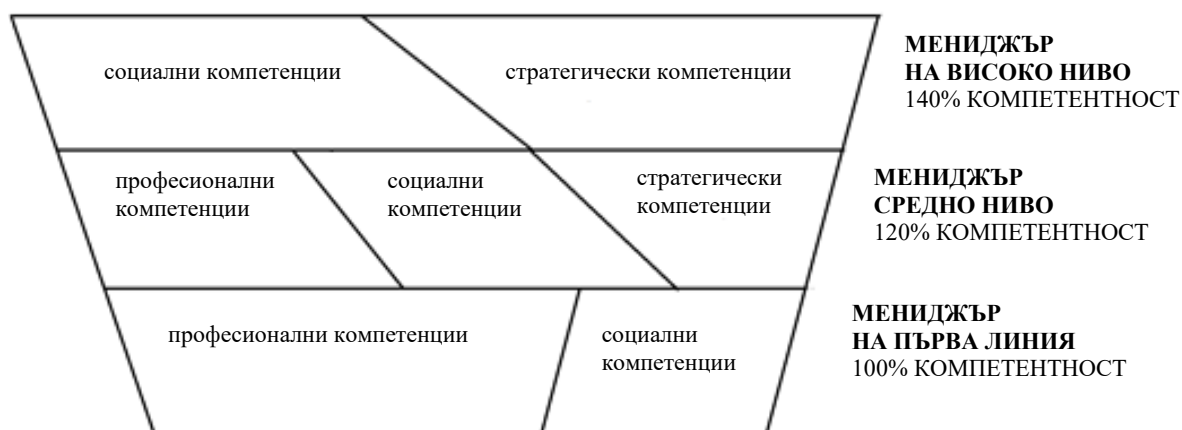 социални компетенции
стратегически компетенции
МЕНИДЖЪР
НА ВИСОКО НИВО
140% КОМПЕТЕНТНОСТ
професионални
компетенции
социални
компетенции
стратегически
компетенции
МЕНИДЖЪР
СРЕДНО НИВО
120% КОМПЕТЕНТНОСТ
професионални компетенции
социални
компетенции
МЕНИДЖЪР
НА ПЪРВА ЛИНИЯ
100% КОМПЕТЕНТНОСТ